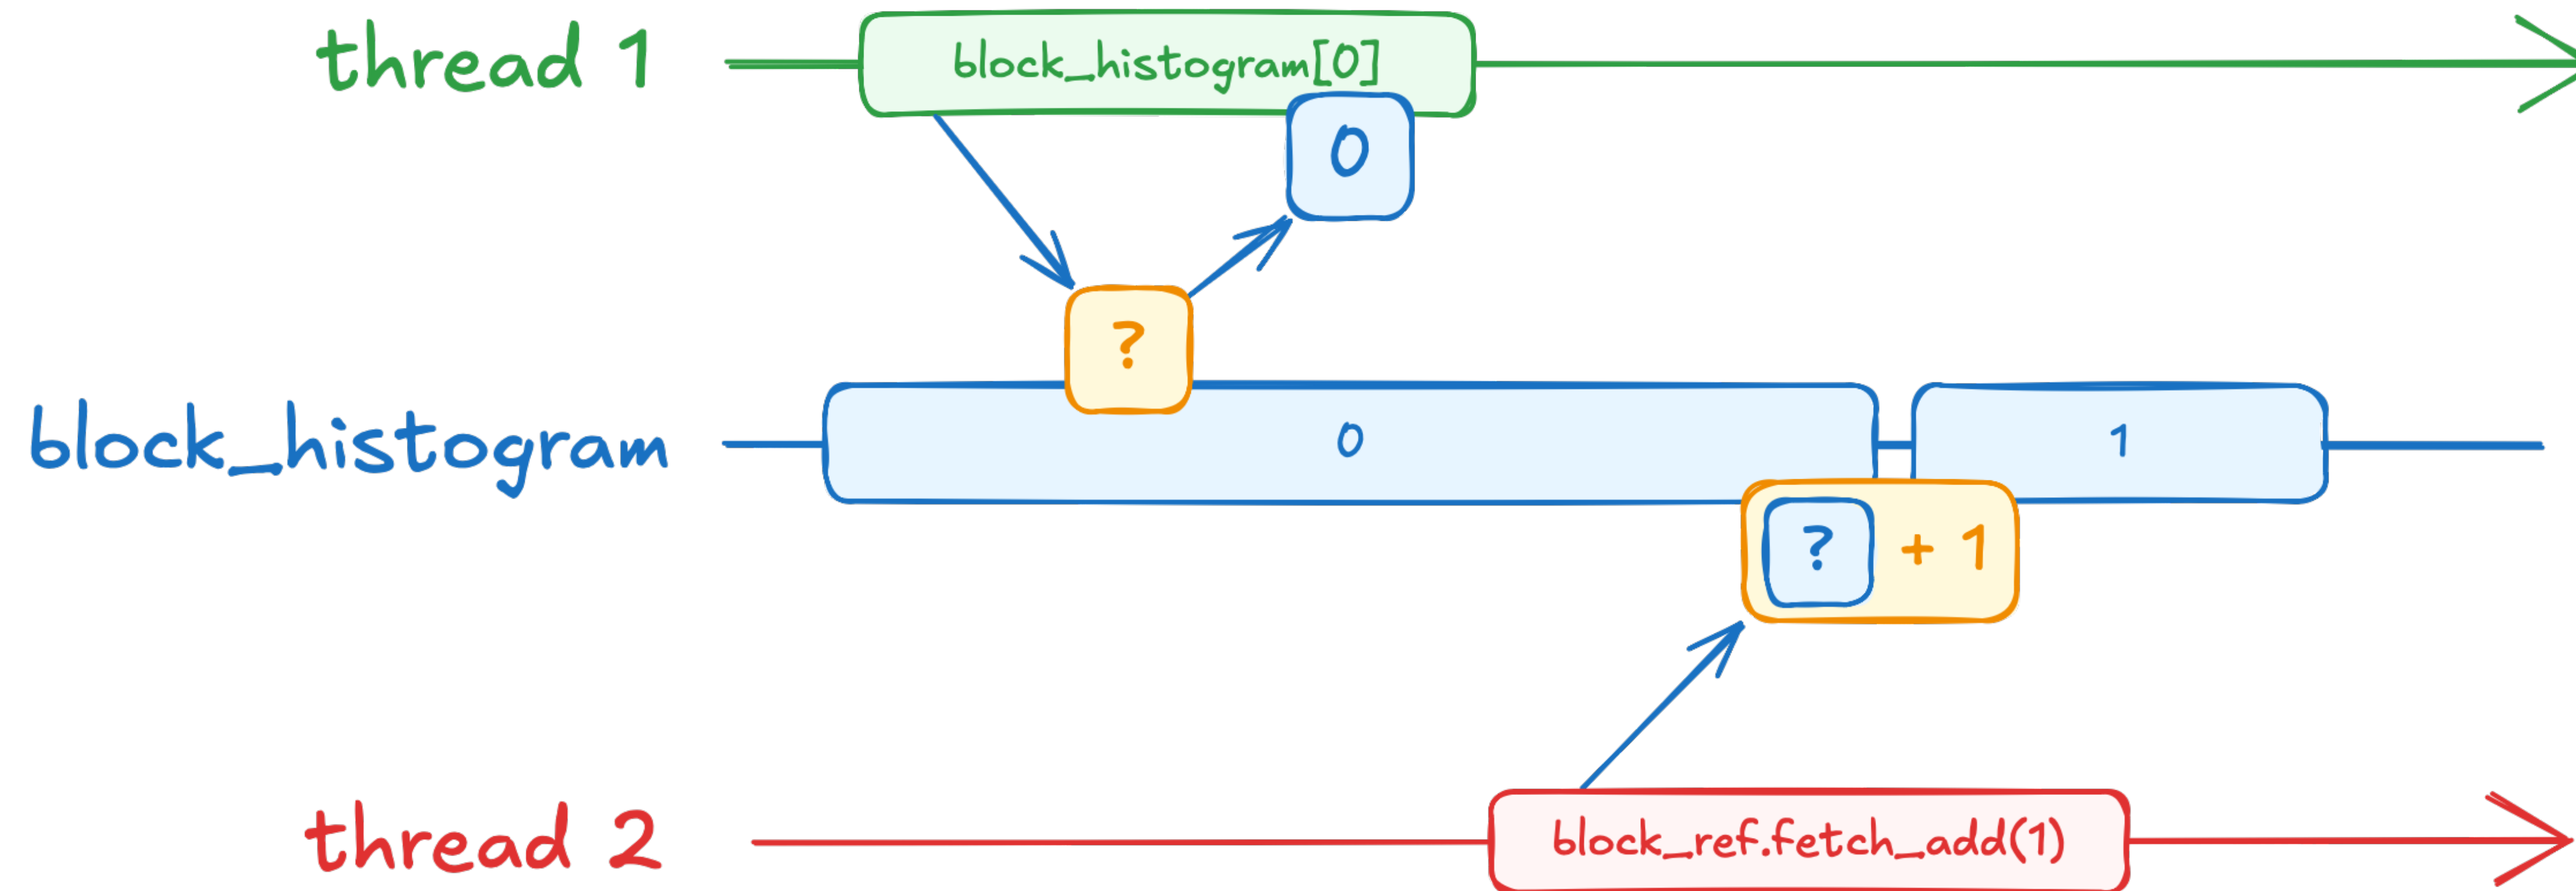 thread 1
block_histogram[0]
0
?
block_histogram
0
1
? + 1
thread 2
block_ref.fetch_add(1)